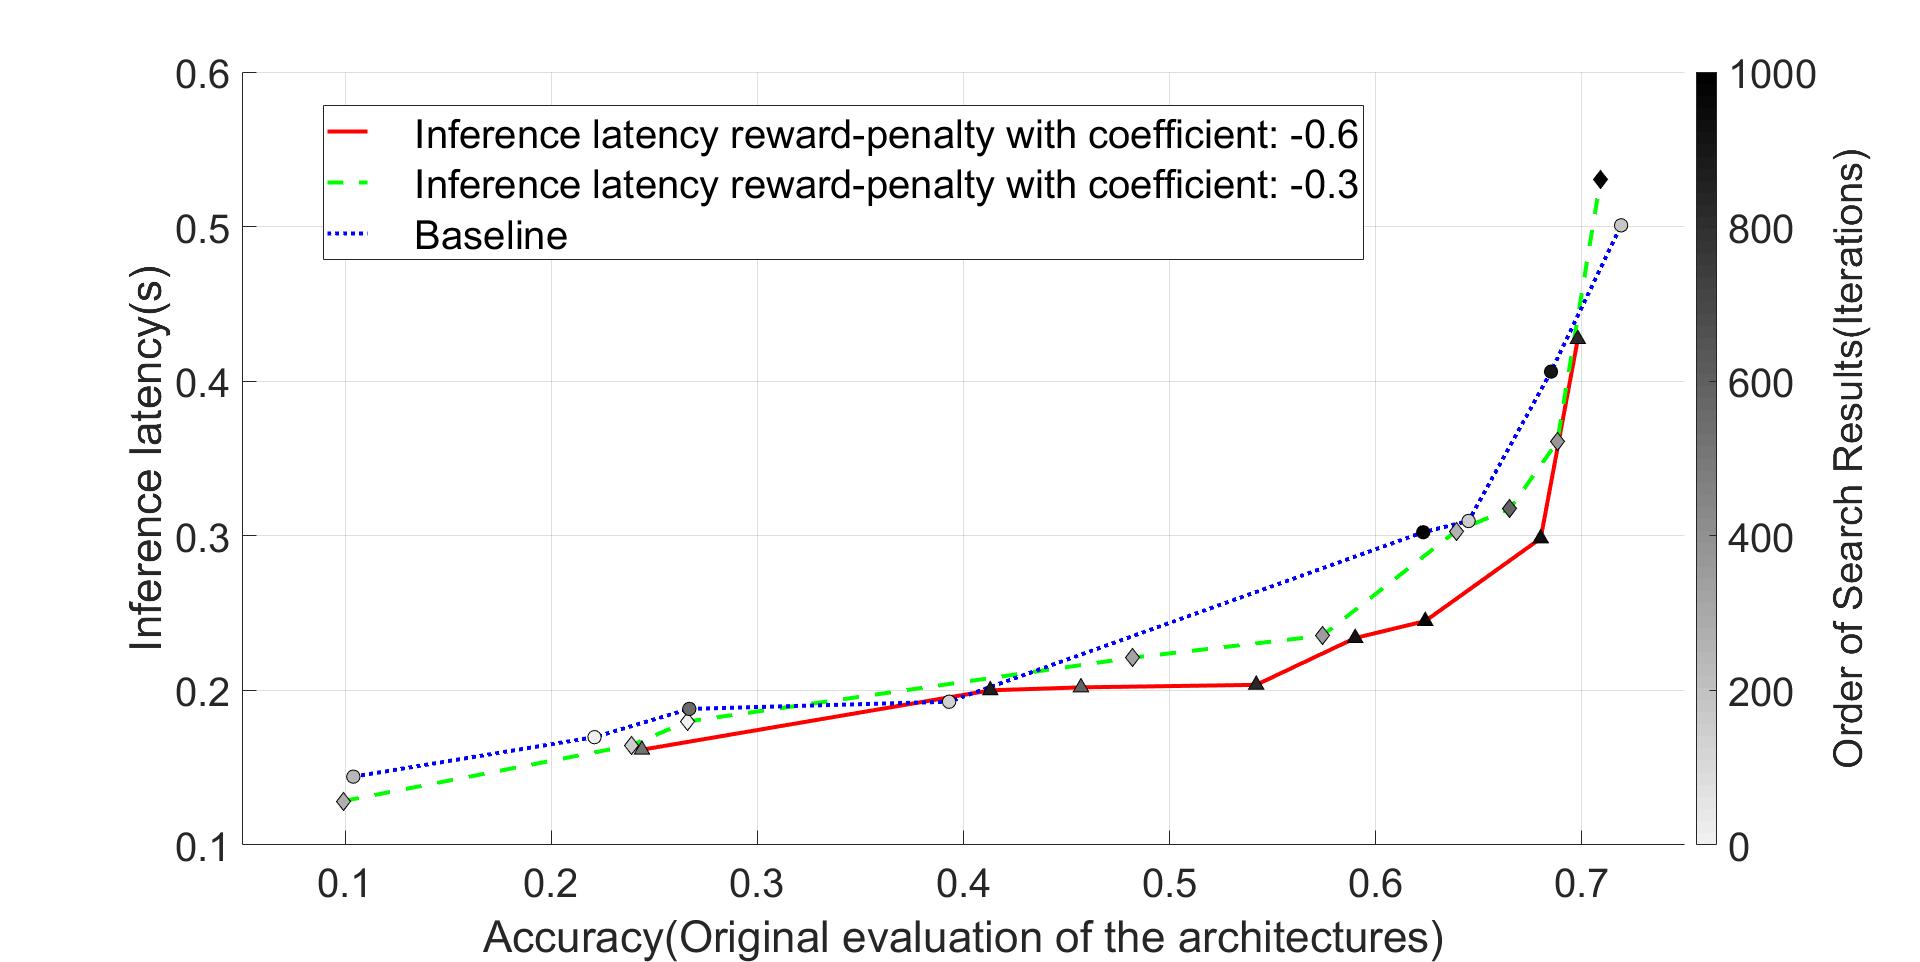 Inference latency reward-penalty with coefficient: -0.6
Inference latency reward-penalty with coefficient: -0.3
Baseline
Inference latency(s)
0.6
0.5
0.4
0.3
0.2
0.1
0.1 0.2 0.3 0.4 0.5 0.6 0.7
Accuracy(Original evaluation of the architectures)
1000
800
600
400
200
0
Order of Search Results(Iterations)